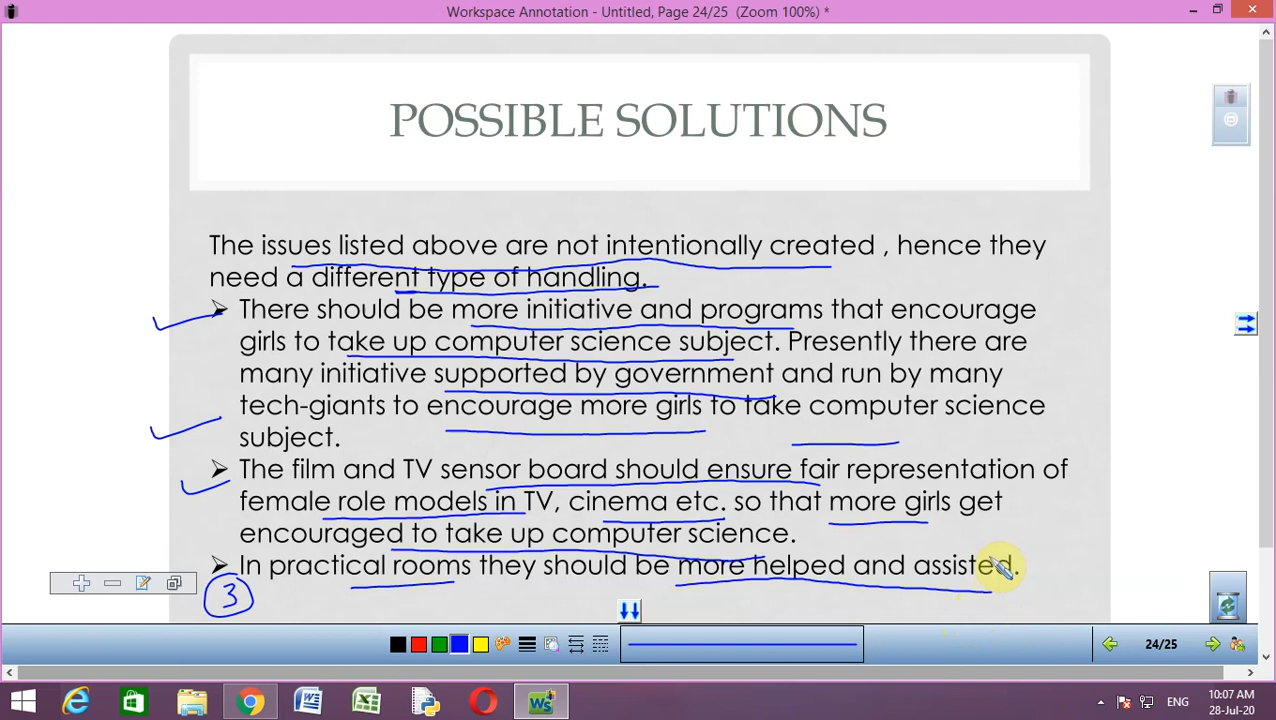 Workspace Annotation - Untitled, Page 24/25 (Zoom 100%) *
POSSIBLE SOLUTIONS
The issues listed above are not intentionally created , hence they
need a different type of handling.
There should be more initiative and programs that encourage
girls to take up computer science subject. Presently there are
many initiative supported by government and run by many
tech-giants to encourage more girls to take computer science
subject.
The film and TV sensor board should ensure fair representation of
female role models in TV, cinema etc. so that more girls get
encouraged to take up computer science.
In practical rooms they should be more helped and assisted.
3
24/25
ENG
10:07 AM
28-Jul-20